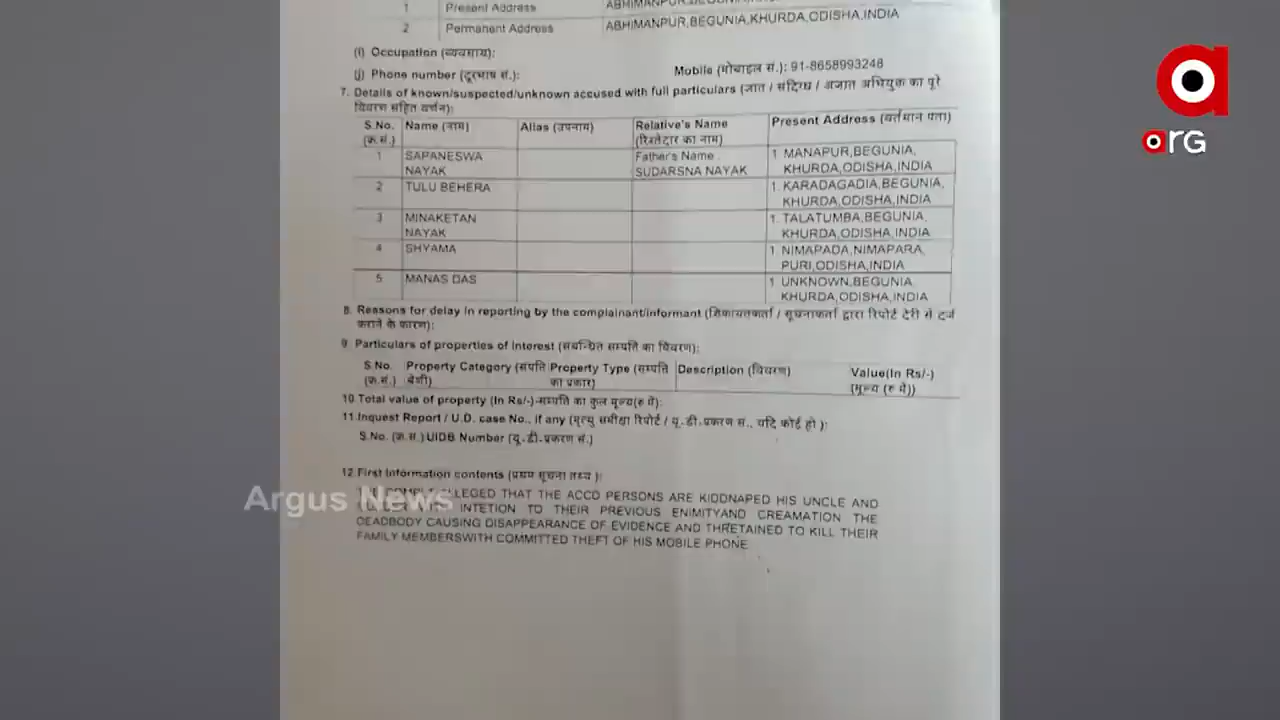 1 Present Address ABHIMANPUR,
2 Permanent Address ABHIMANPUR,BEGUNIA,KHURDA,ODISHA,INDIA
(i) Occupation (व्यवसाय):
(j) Phone number (दूरभाष सं.): Mobile (मोबाइल सं.): 91-8658993248
7. Details of known/suspected/unknown accused with full particulars (ज्ञात / संदिग्ध / अज्ञात अभियुक्त का पूरे
विवरण सहित वर्णन):
S.No. Name (नाम) Alias (उपनाम) Relative's Name Present Address (वर्तमान पता)
(क्र.सं.) (रिश्तेदार का नाम)
1 SAPANESWA Father's Name 1 MANAPUR,BEGUNIA,
NAYAK SUDARSNA NAYAK KHURDA,ODISHA,INDIA
2 TULU BEHERA 1. KARADAGADIA,BEGUNIA,
KHURDA,ODISHA,INDIA
3 MINAKETAN 1. TALATUMBA,BEGUNIA,
NAYAK KHURDA,ODISHA,INDIA
4 SHYAMA 1 NIMAPADA,NIMAPARA,
PURI,ODISHA,INDIA
5 MANAS DAS 1 UNKNOWN,BEGUNIA
KHURDA,ODISHA,INDIA
8. Reasons for delay in reporting by the complainant/informant (शिकायतकर्ता / सूचनाकर्ता द्वारा रिपोर्ट देरी से दर्ज
कराने के कारण):
9. Particulars of properties of interest (संबन्धित सम्पत्ति का विवरण):
S.No. Property Category (संपत्ति Property Type (सम्पत्ति Description (विवरण) Value(In Rs/-)
(क्र.सं.) श्रेणी) का प्रकार) (मूल्य (रु में))
10 Total value of property (In Rs/-)-सम्पत्ति का कुल मूल्य(रु में):
11 Inquest Report / U.D. case No., if any (मृत्यु समीक्षा रिपोर्ट / यू.डी.प्रकरण सं., यदि कोई हो ):
S.No. (क्र.सं.) UIDB Number (यू.डी.प्रकरण सं.)
12 First Information contents (प्रथम सूचना तथ्य ):
ALLEGED THAT THE ACCD PERSONS ARE KIDDNAPED HIS UNCLE AND
INTETION TO THEIR PREVIOUS ENIMITYAND CREAMATION THE
DEADBODY CAUSING DISAPPEARANCE OF EVIDENCE AND THRETAINED TO KILL THEIR
FAMILY MEMBERSWITH COMMITTED THEFT OF HIS MOBILE PHONE
Argus News
a
arg